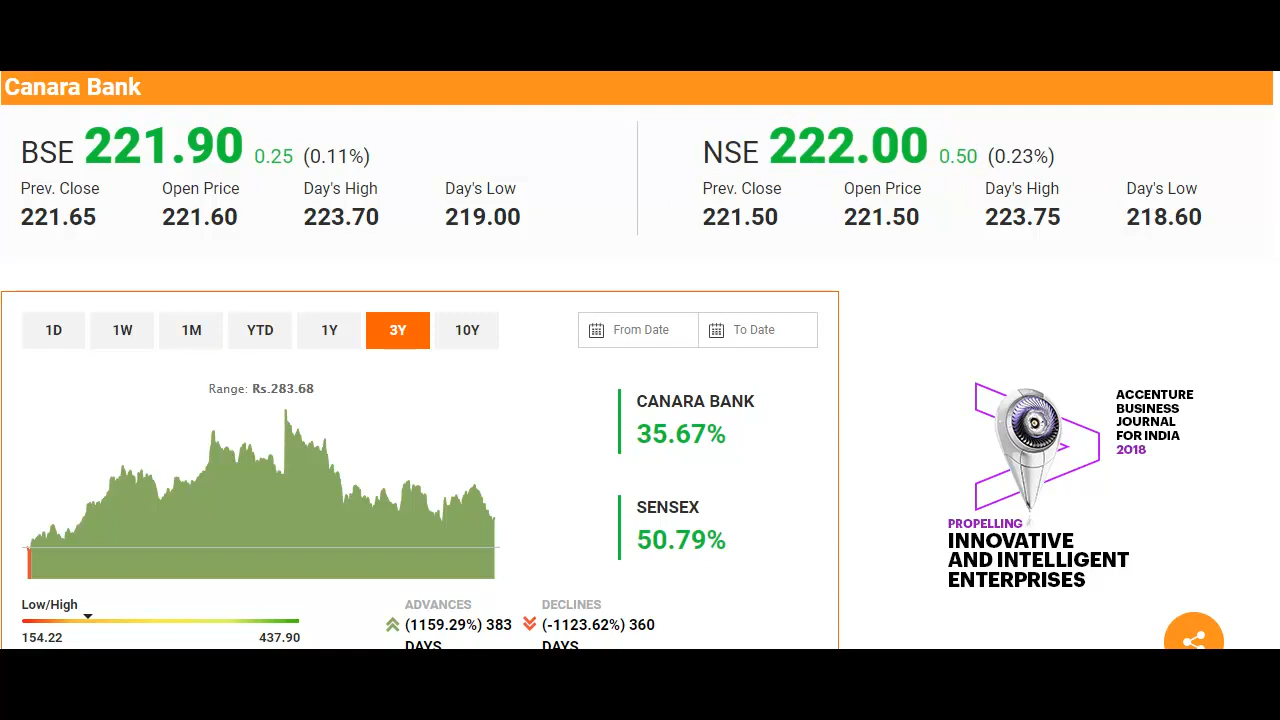 Canara Bank
BSE 221.90 0.25 (0.11%)
Prev. Close Open Price Day's High Day's Low
221.65 221.60 223.70 219.00
NSE 222.00 0.50 (0.23%)
Prev. Close Open Price Day's High Day's Low
221.50 221.50 223.75 218.60
1D 1W 1M YTD 1Y 3Y 10Y
From Date To Date
Range: Rs.283.68
CANARA BANK
35.67%
SENSEX
50.79%
Low/High
154.22 437.90
ADVANCES
(1159.29%) 383
DAYS
DECLINES
(-1123.62%) 360
DAYS
ACCENTURE
BUSINESS
JOURNAL
FOR INDIA
2018
PROPELLING
INNOVATIVE
AND INTELLIGENT
ENTERPRISES